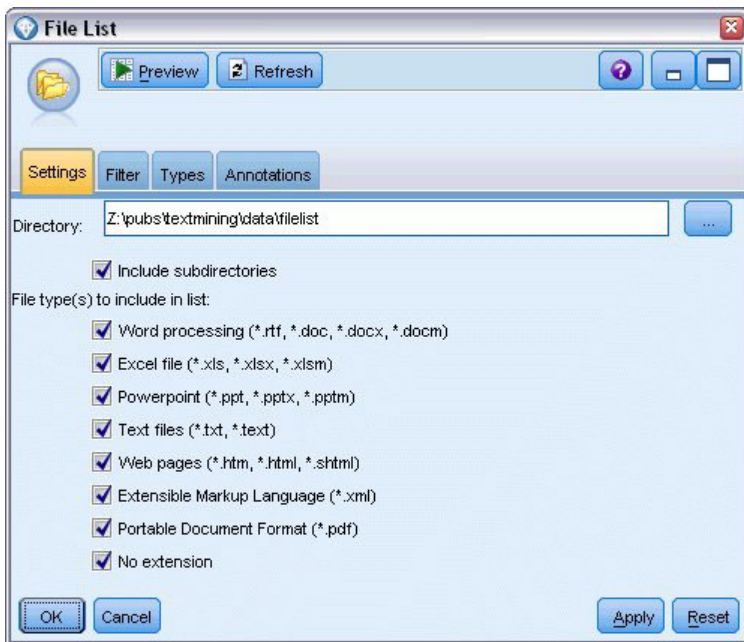 File List
Preview Refresh ?
Settings Filter Types Annotations
Directory: Z:\pubs\textmining\data\filelist ...
Include subdirectories
File type(s) to include in list:
Word processing (*.rtf, *.doc, *.docx, *.docm)
Excel file (*.xls, *.xlsx, *.xlsm)
Powerpoint (*.ppt, *.pptx, *.pptm)
Text files (*.txt, *.text)
Web pages (*.htm, *.html, *.shtml)
Extensible Markup Language (*.xml)
Portable Document Format (*.pdf)
No extension
OK Cancel Apply Reset